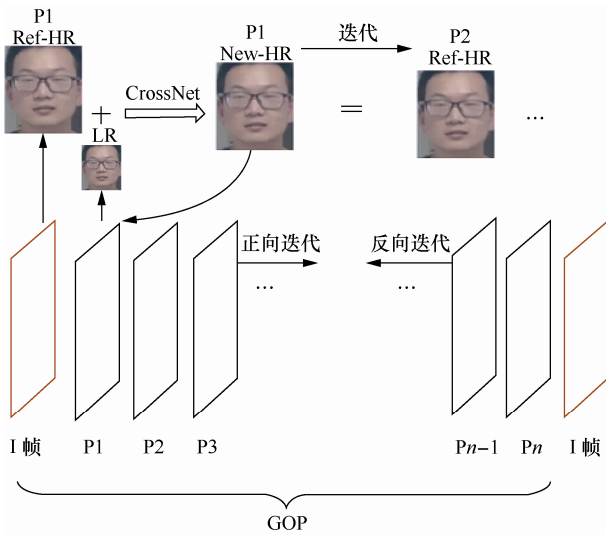 P1
Ref-HR
+
LR
CrossNet
P1
New-HR
迭代
=
P2
Ref-HR
...
正向迭代
...
反向迭代
...
I 帧
P1
P2
P3
Pn−1
Pn
I 帧
GOP